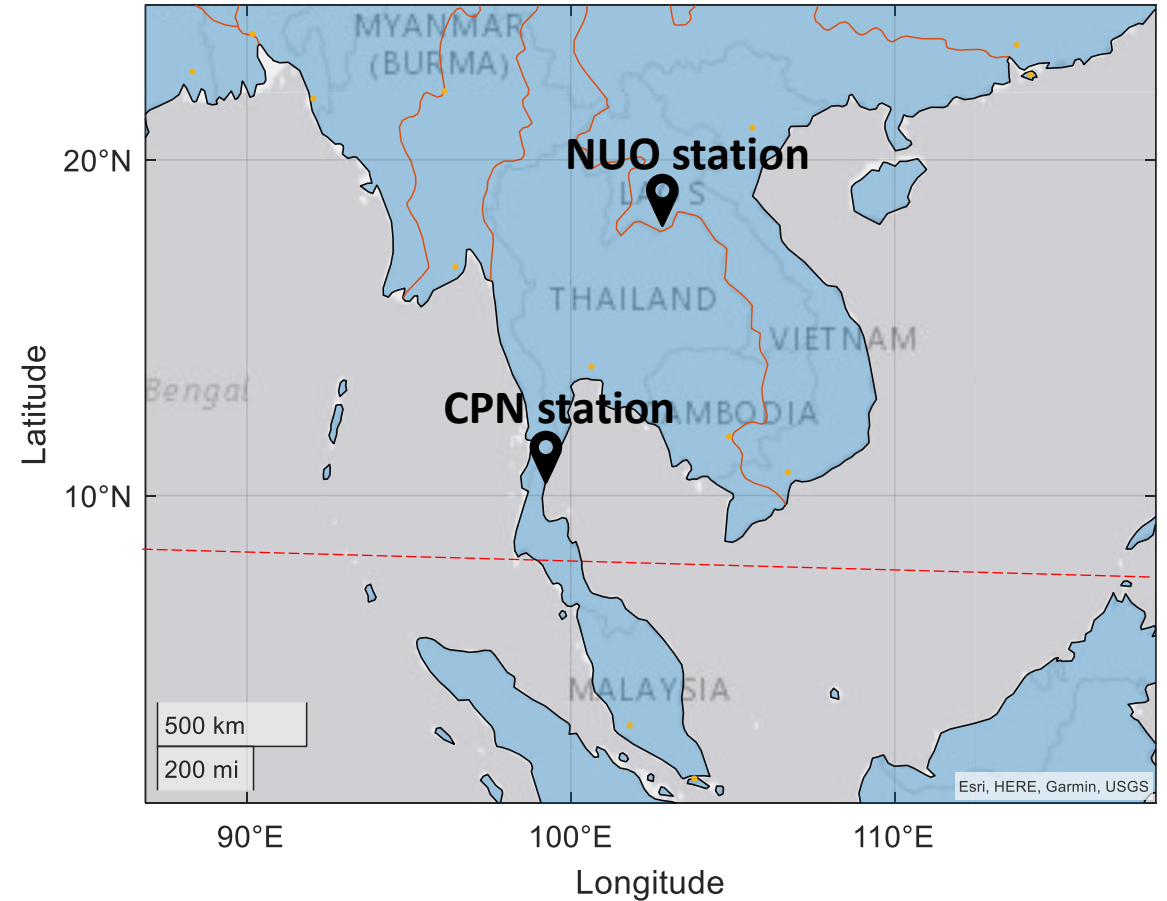 MYANMAR
(BURMA)
20°N
NUO station
LAOS
THAILAND
VIETNAM
Bengal
CPN station
CAMBODIA
Latitude
10°N
MALAYSIA
500 km
200 mi
Esri, HERE, Garmin, USGS
90°E
100°E
110°E
Longitude